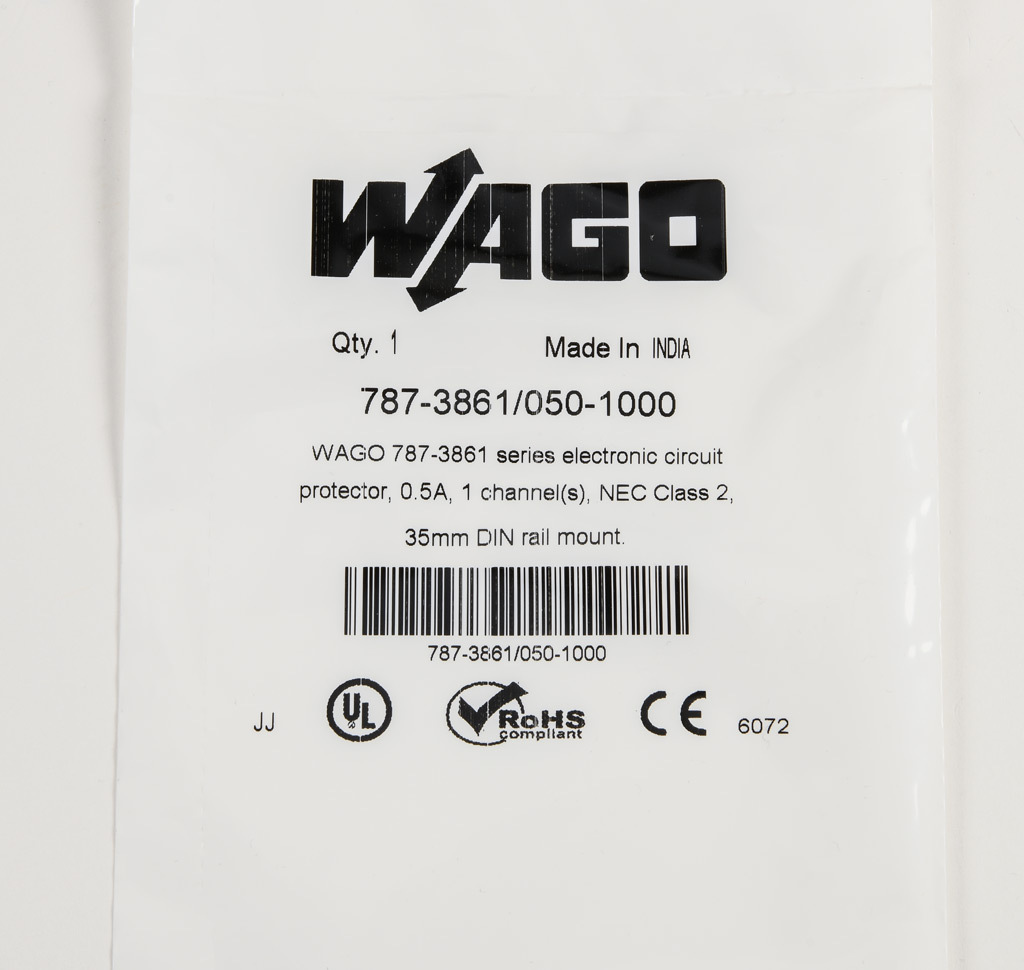 WAGO
Qty. 1 Made In INDIA
787-3861/050-1000
WAGO 787-3861 series electronic circuit
protector, 0.5A, 1 channel(s), NEC Class 2,
35mm DIN rail mount.
787-3861/050-1000
JJ UL RoHS CE 6072
compliant